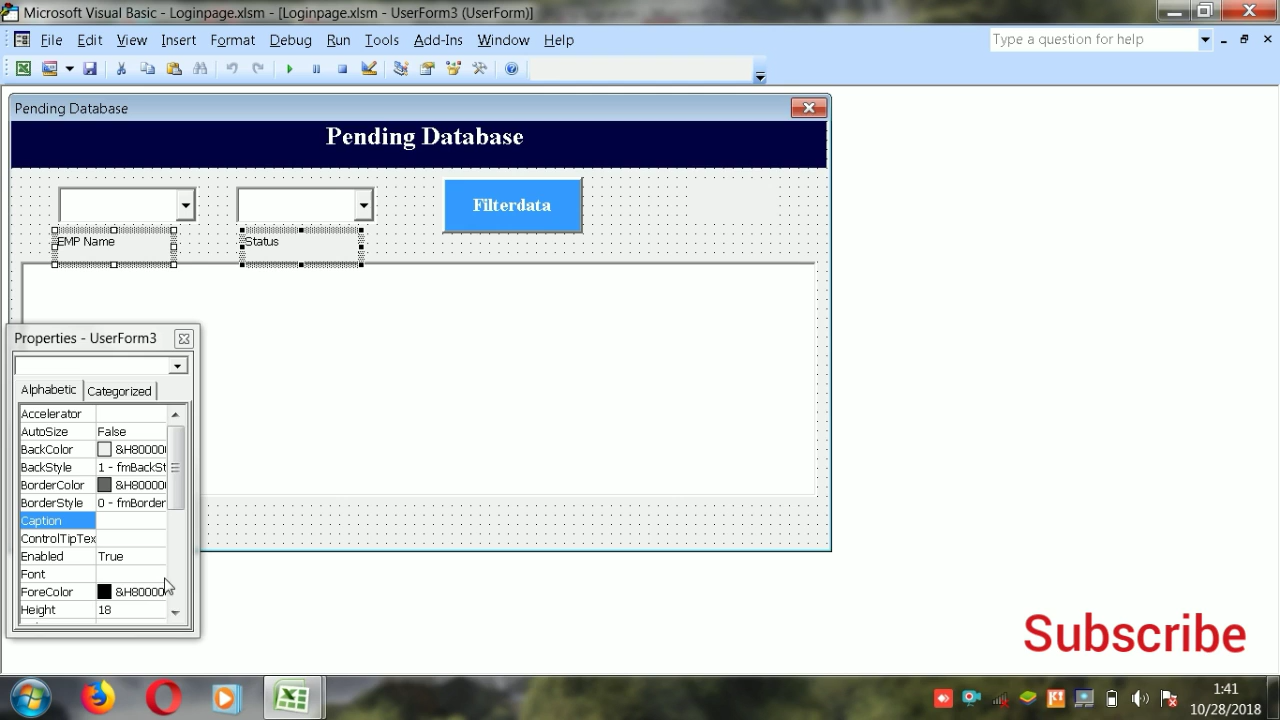 Microsoft Visual Basic - Loginpage.xlsm - [Loginpage.xlsm - UserForm3 (UserForm)]
File Edit View Insert Format Debug Run Tools Add-Ins Window Help
Type a question for help
Pending Database
Pending Database
Filterdata
EMP Name
Status
Properties - UserForm3
Alphabetic Categorized
Accelerator
AutoSize False
BackColor &H80000
BackStyle 1 - fmBackSt
BorderColor &H80000
BorderStyle 0 - fmBorder
Caption
ControlTipTex
Enabled True
Font
ForeColor &H80000
Height 18
Subscribe
1:41
10/28/2018